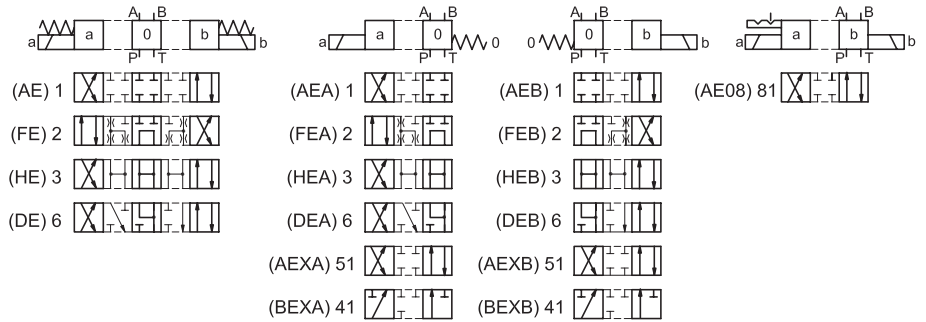 A B
a a 0 b b
P T
A B
a a 0 0
P T
A B
0 0 b b
P T
A B
a a b b
P T
(AE) 1
(AEA) 1
(AEB) 1
(AE08) 81
(FE) 2
(FEA) 2
(FEB) 2
(HE) 3
(HEA) 3
(HEB) 3
(DE) 6
(DEA) 6
(DEB) 6
(AEXA) 51
(AEXB) 51
(BEXA) 41
(BEXB) 41